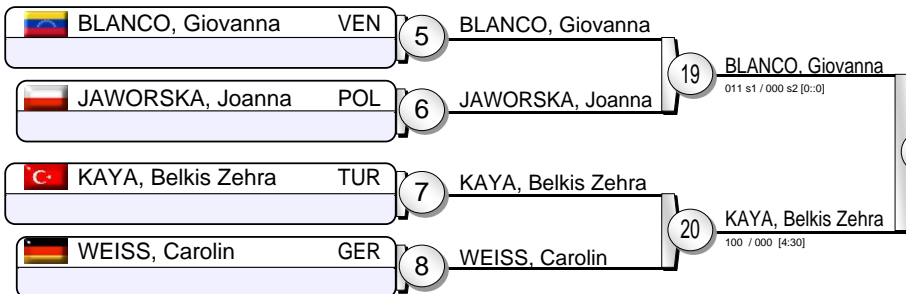 BLANCO, Giovanna VEN
5
BLANCO, Giovanna
19
BLANCO, Giovanna
011 s1 / 000 s2 [0::0]
JAWORSKA, Joanna POL
6
JAWORSKA, Joanna
KAYA, Belkis Zehra TUR
7
KAYA, Belkis Zehra
20
KAYA, Belkis Zehra
100 / 000 [4:30]
WEISS, Carolin GER
8
WEISS, Carolin